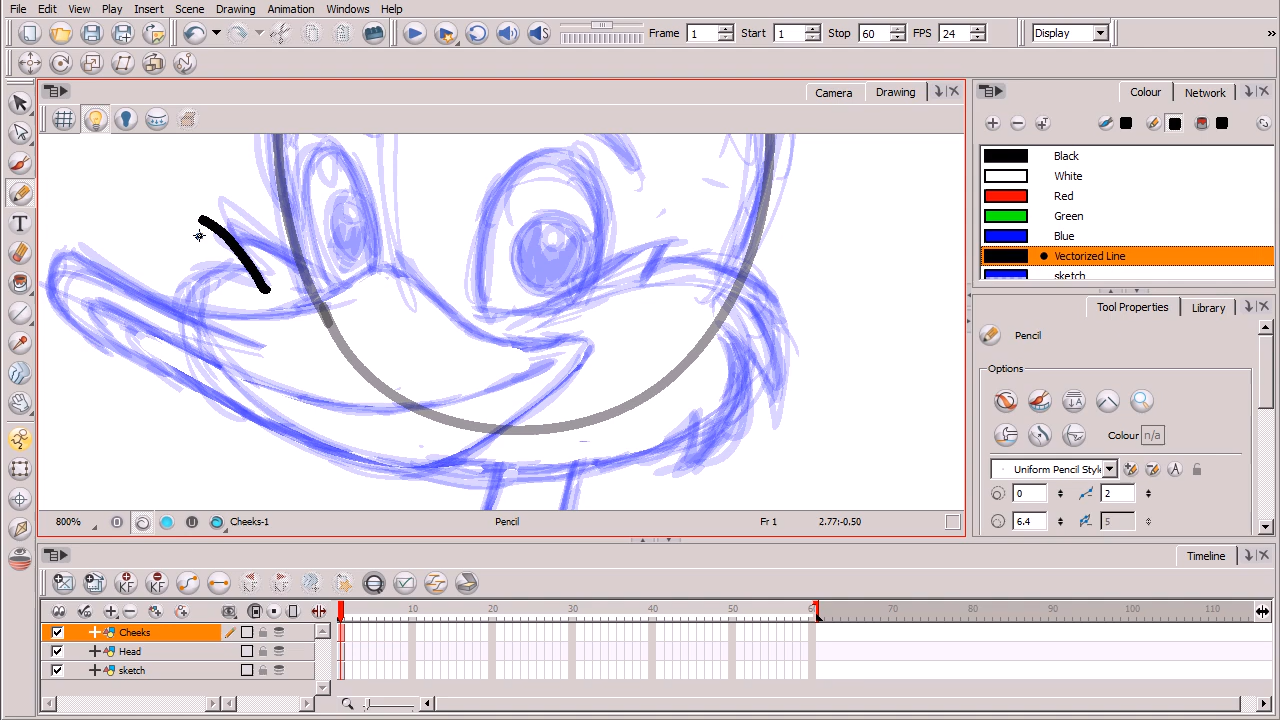 File Edit View Play Insert Scene Drawing Animation Windows Help
Frame 1 Start 1 Stop 60 FPS 24 Display »
Camera Drawing
Colour Network
Black
White
Red
Green
Blue
Vectorized Line
sketch
Tool Properties Library
Pencil
Options
Colour n/a
Uniform Pencil Style
0 2
6.4 5
800% Cheeks-1 Pencil Fr 1 2.77:-0.50
Timeline
KF KF
10 20 30 40 50 60 70 80 90 100 110
Cheeks
Head
sketch